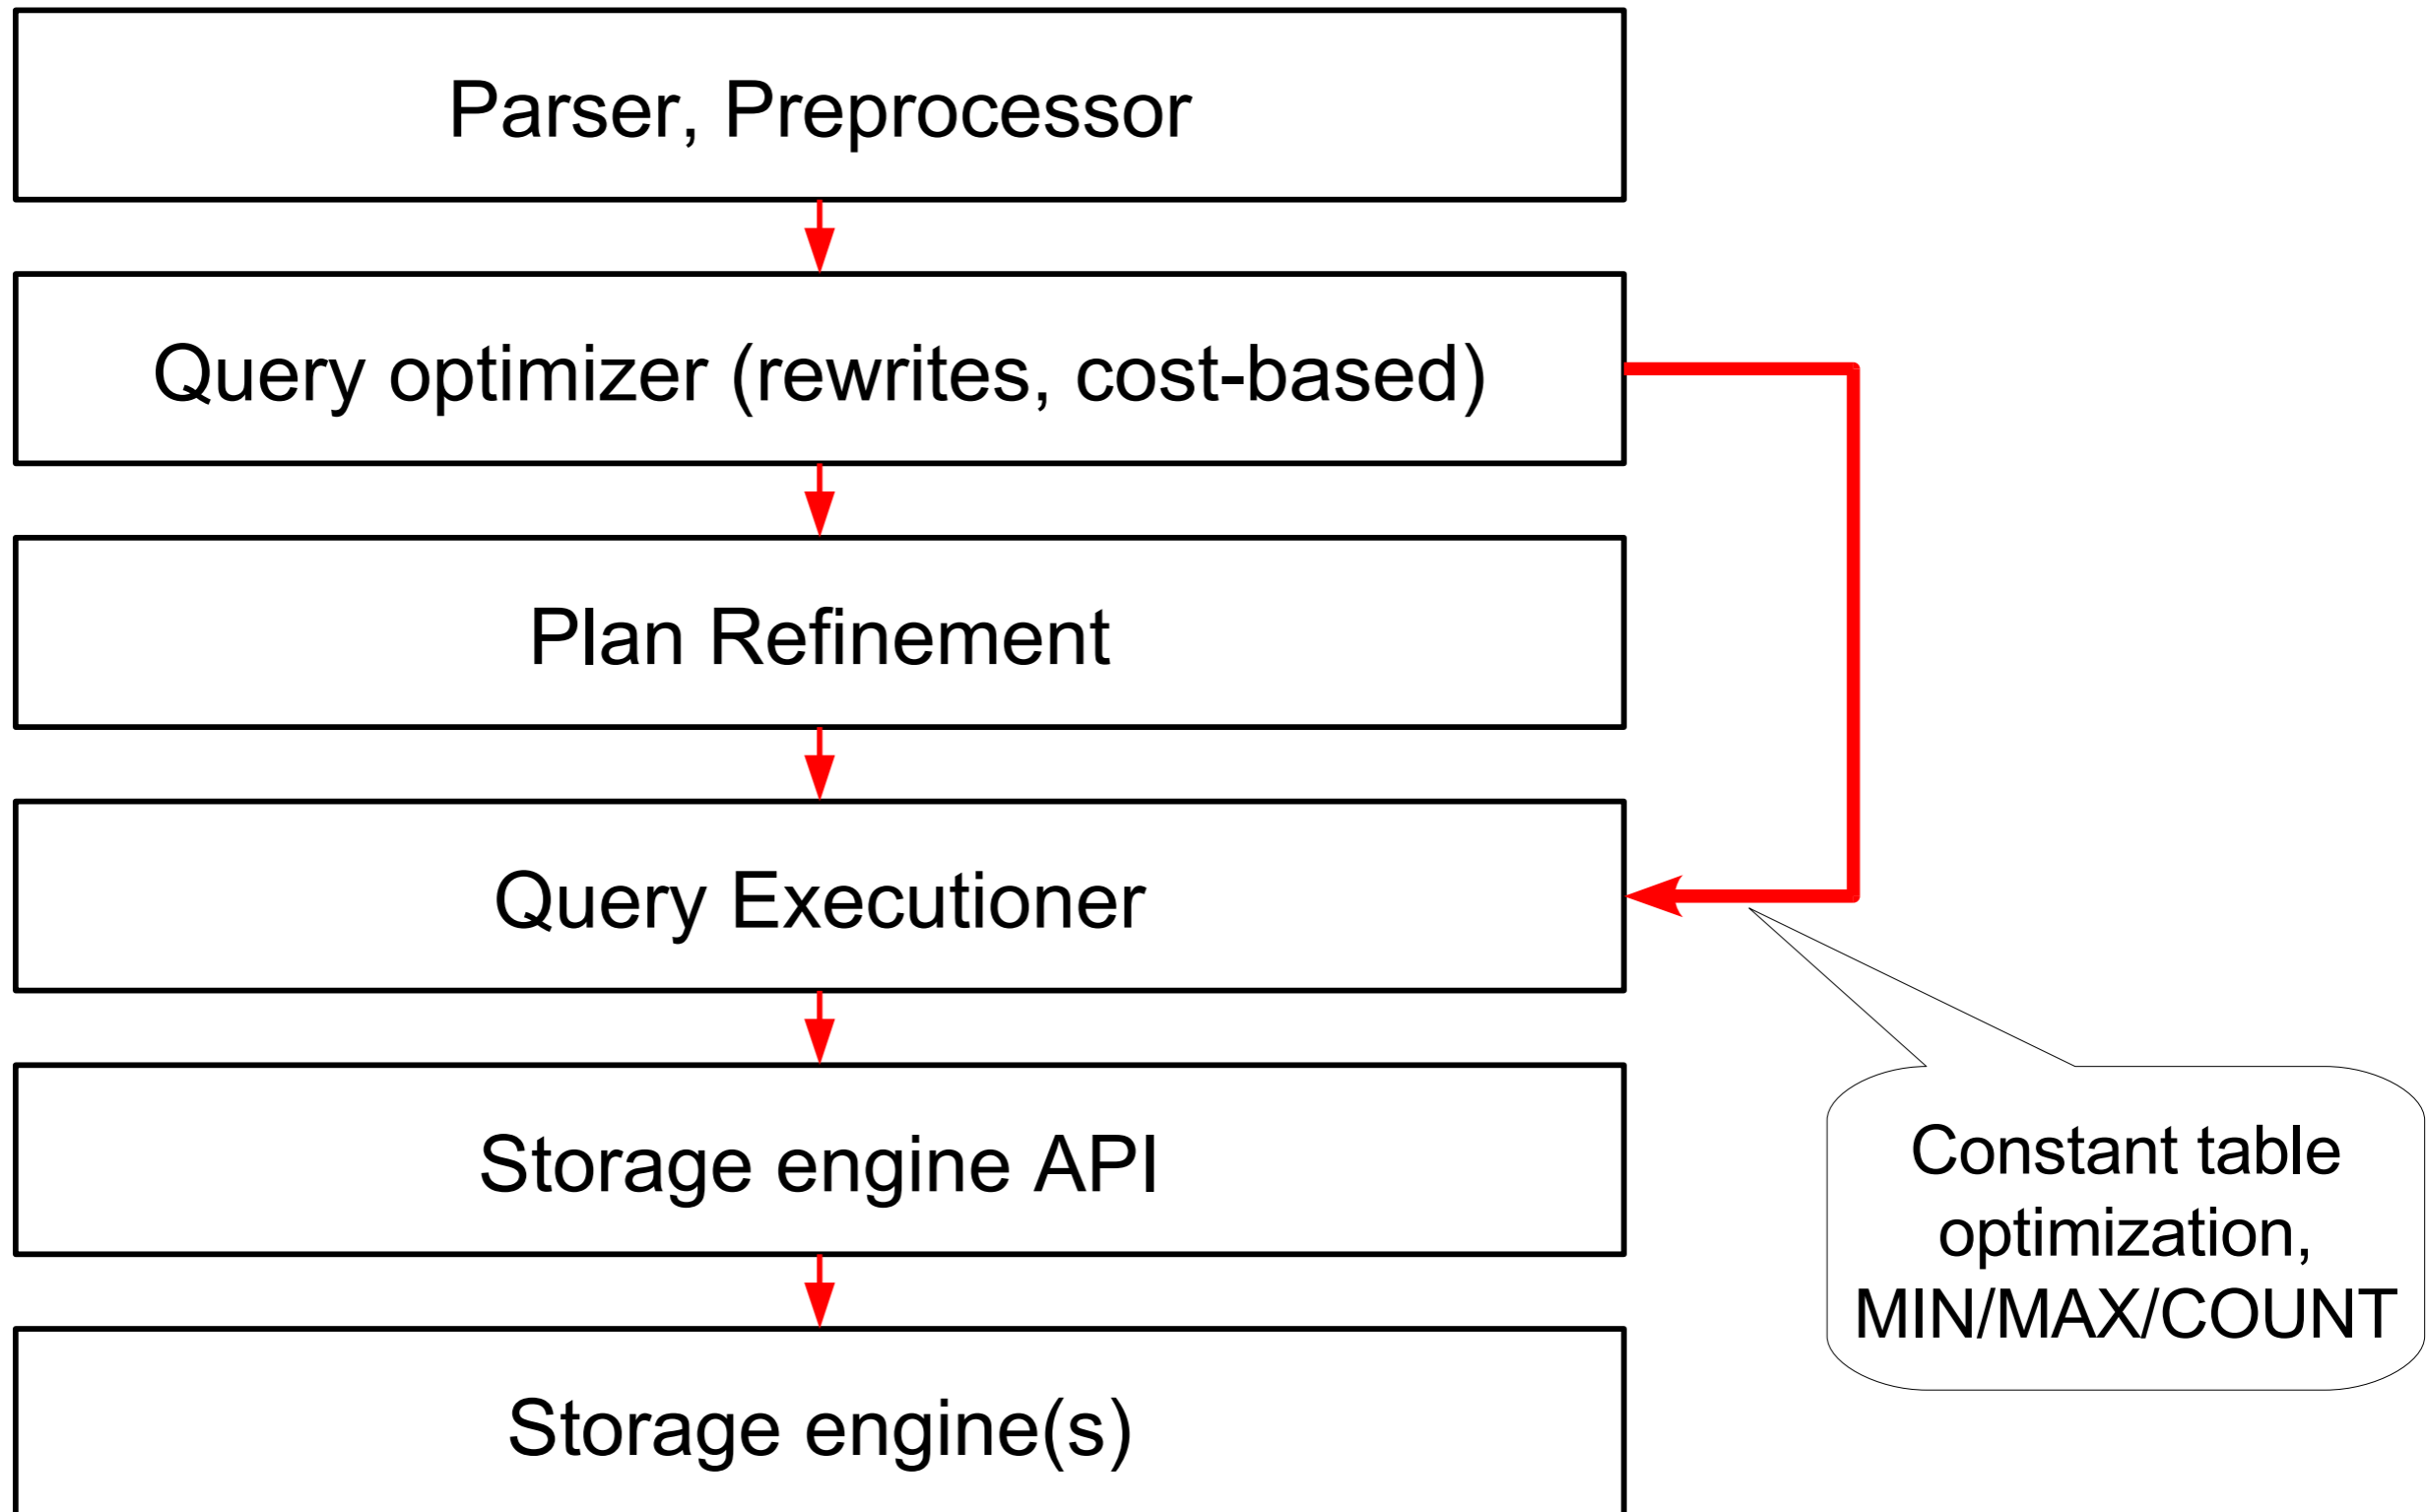 Parser, Preprocessor
Query optimizer (rewrites, cost-based)
Plan Refinement
Query Executioner
Storage engine API
Storage engine(s)
Constant table
optimization,
MIN/MAX/COUNT